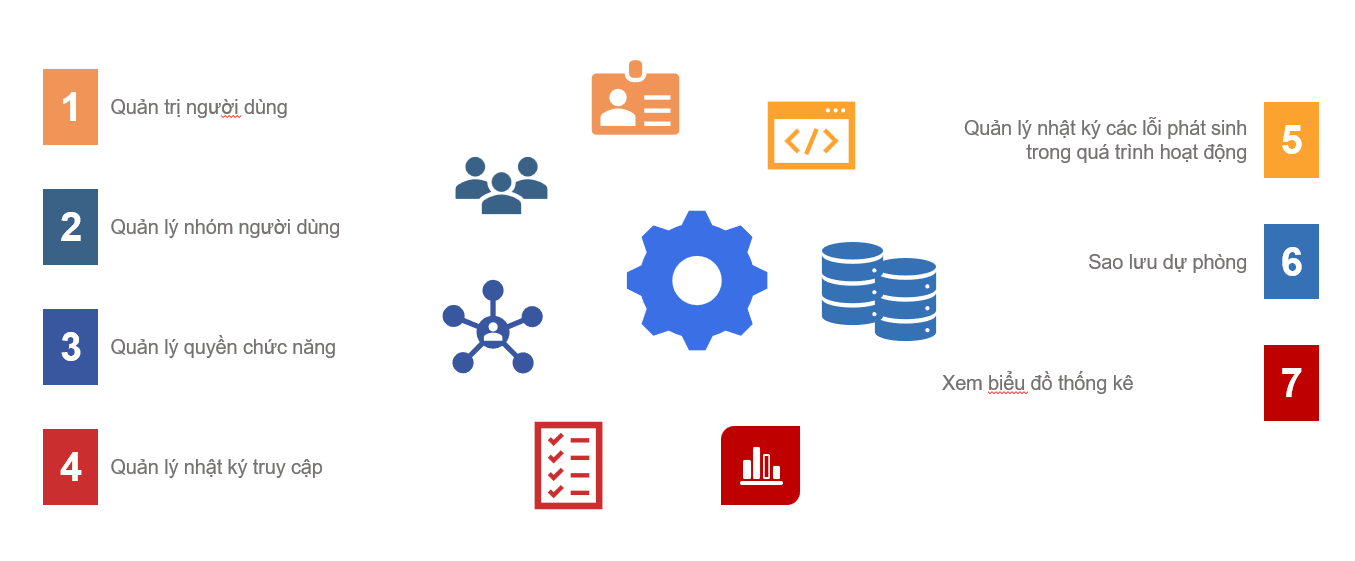 1
Quản trị người dùng
2
Quản lý nhóm người dùng
3
Quản lý quyền chức năng
4
Quản lý nhật ký truy cập
Quản lý nhật ký các lỗi phát sinh
trong quá trình hoạt động
5
Sao lưu dự phòng
6
Xem biểu đồ thống kê
7